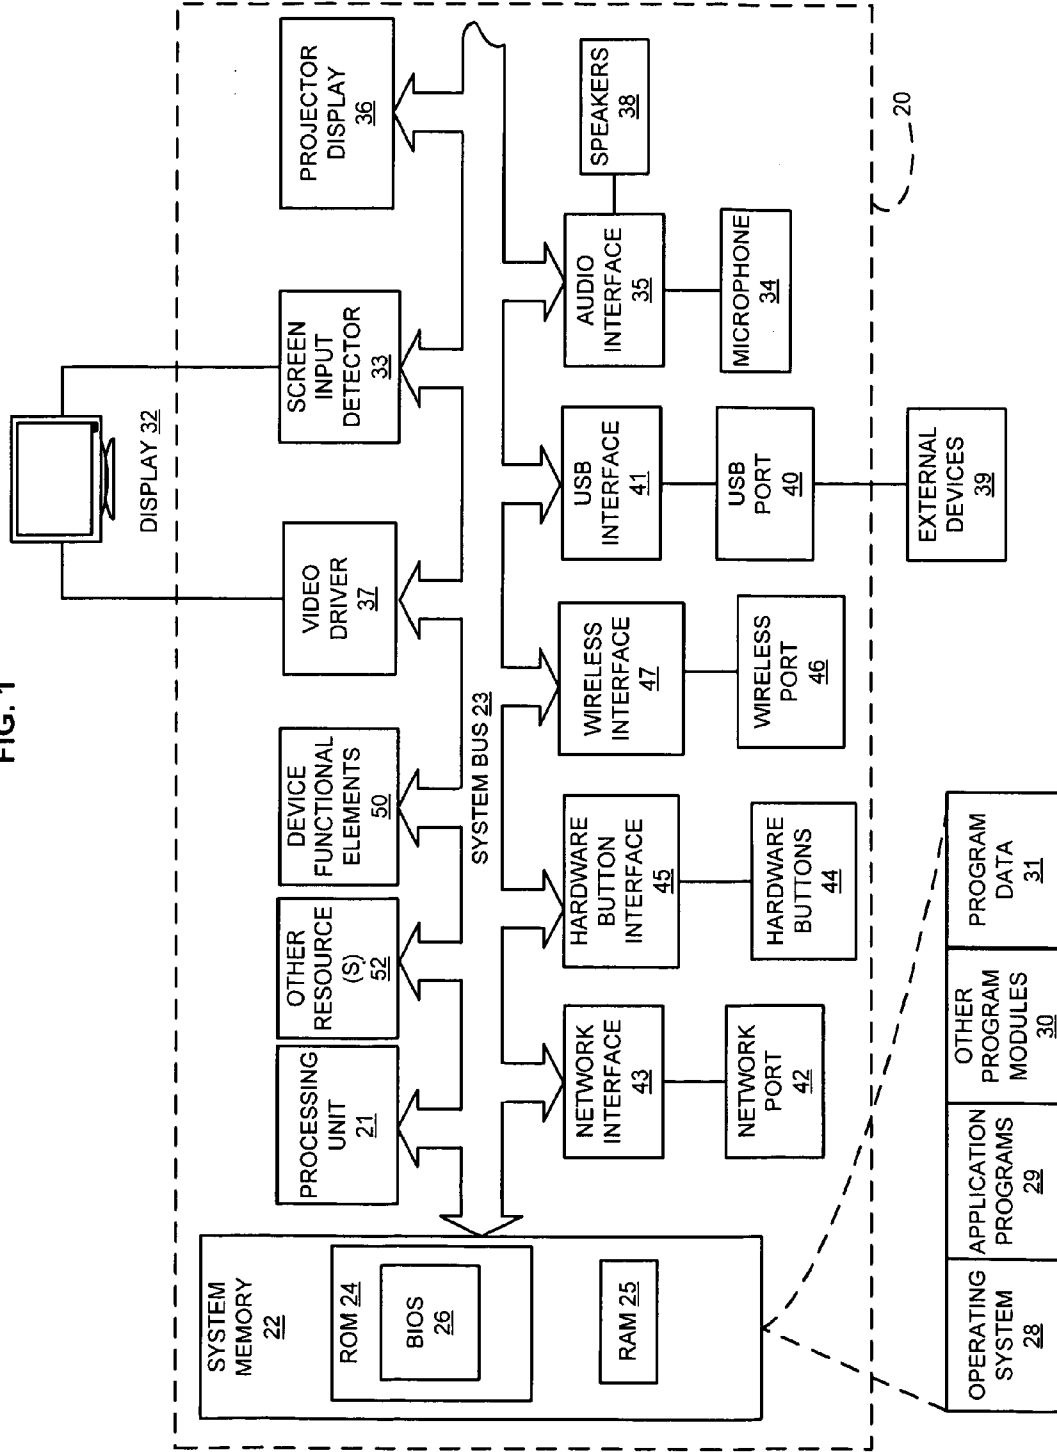 FIG. 1
DISPLAY 32
SYSTEM
MEMORY
22
ROM 24
BIOS
26
RAM 25
PROCESSING
UNIT
21
OTHER
RESOURCE
(S)
52
DEVICE
FUNCTIONAL
ELEMENTS
50
VIDEO
DRIVER
37
SCREEN
INPUT
DETECTOR
33
PROJECTOR
DISPLAY
36
SYSTEM BUS 23
NETWORK
INTERFACE
43
HARDWARE
BUTTON
INTERFACE
45
WIRELESS
INTERFACE
47
USB
INTERFACE
41
AUDIO
INTERFACE
35
SPEAKERS
38
NETWORK
PORT
42
HARDWARE
BUTTONS
44
WIRELESS
PORT
46
USB
PORT
40
MICROPHONE
34
20
OPERATING
SYSTEM
28
APPLICATION
PROGRAMS
29
OTHER
PROGRAM
MODULES
30
PROGRAM
DATA
31
EXTERNAL
DEVICES
39